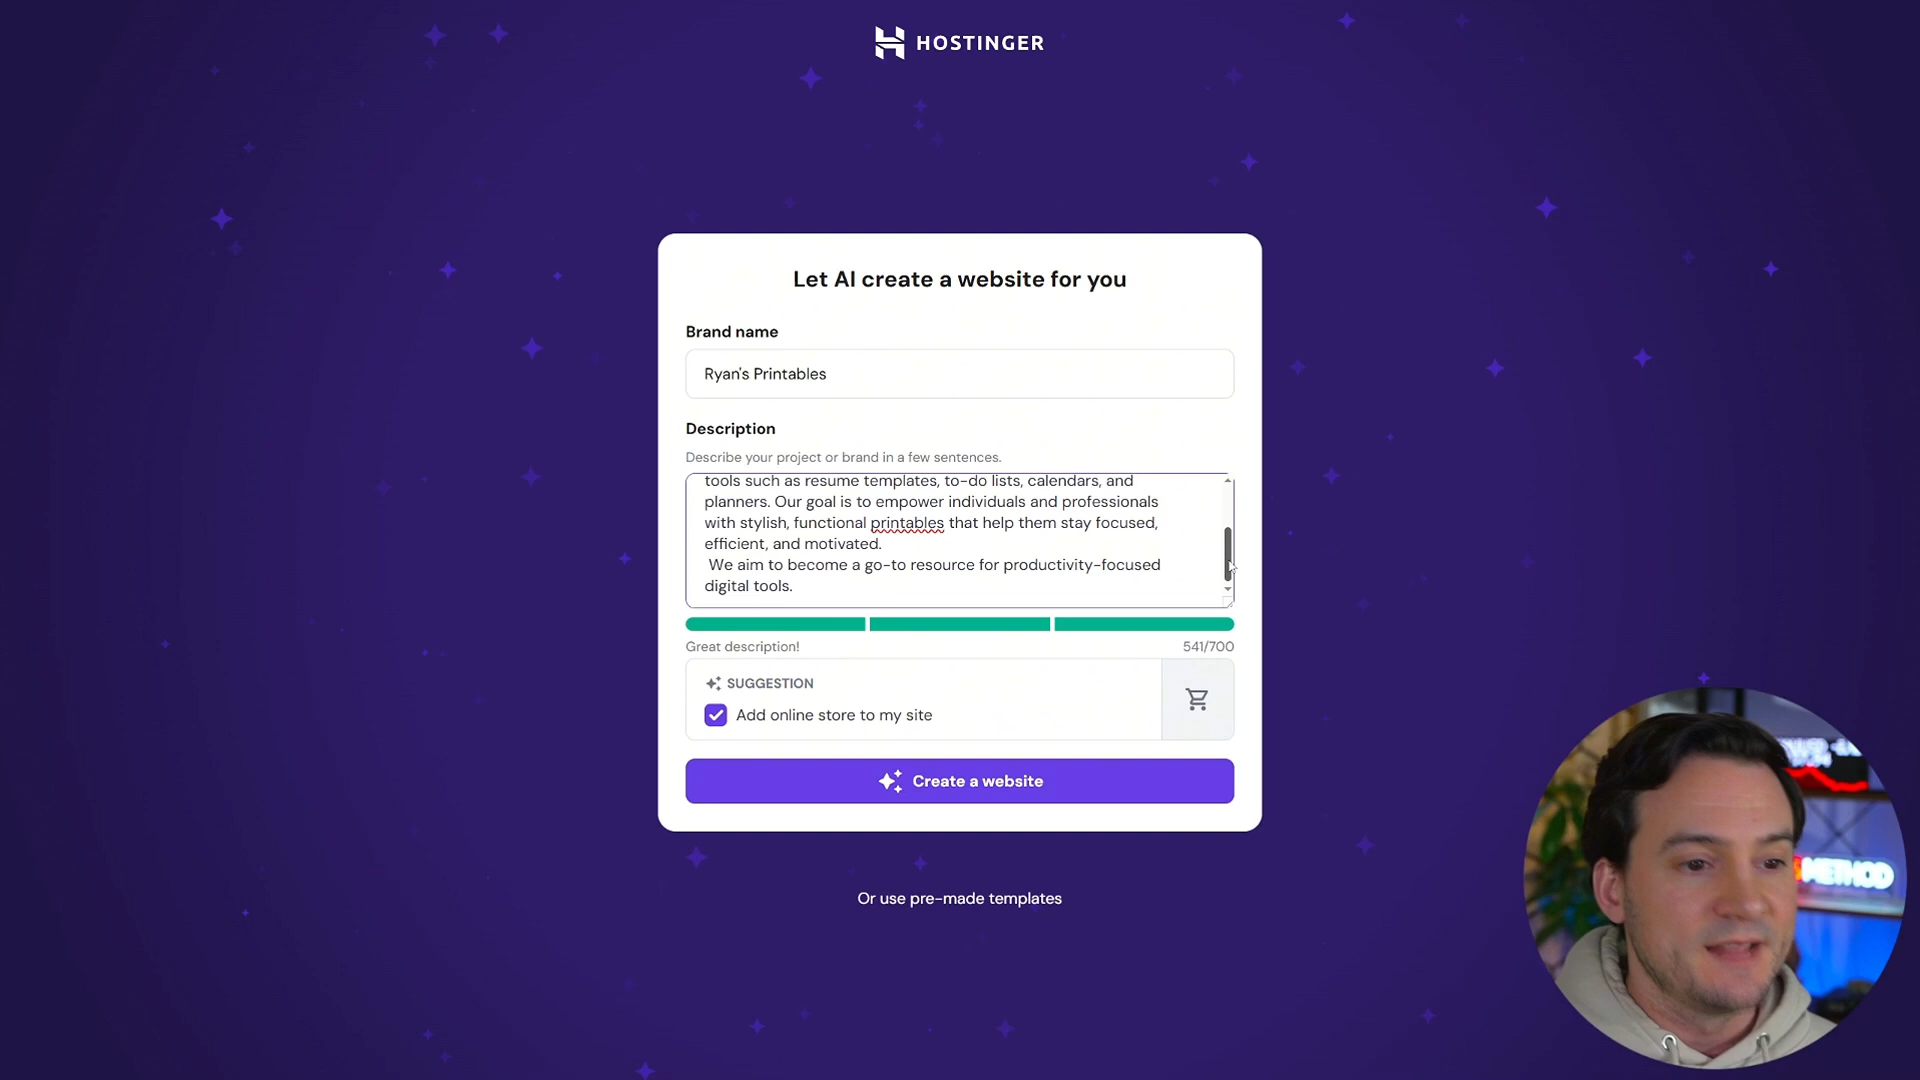 HOSTINGER
Let AI create a website for you
Brand name
Ryan's Printables
Description
Describe your project or brand in a few sentences.
tools such as resume templates, to-do lists, calendars, and
planners. Our goal is to empower individuals and professionals
with stylish, functional printables that help them stay focused,
efficient, and motivated.
We aim to become a go-to resource for productivity-focused
digital tools.
Great description!
541/700
SUGGESTION
Add online store to my site
Create a website
Or use pre-made templates
METHOD